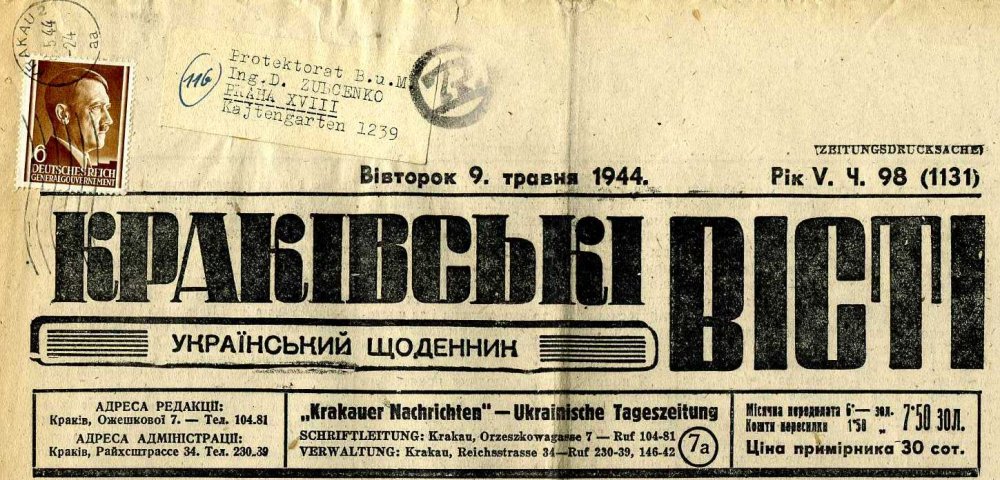 5.44
-24
aa
6
DEUTSCHES REICH
GENERALGOUVERNEMENT
116
Protektorat B.u.M
Ing.D. ZUBCENKO
PRAHA XVIII
Kajtengarten 1239
(ZEITUNGSDRUCKSACHE)
Вівторок 9. травня 1944.
Рік V. Ч. 98 (1131)
КРАКІВСЬКІ ВІСТІ
УКРАЇНСЬКИЙ ЩОДЕННИК
АДРЕСА РЕДАКЦІЇ:
Краків, Ожешкової 7. — Тел. 104.81
АДРЕСА АДМІНІСТРАЦІЇ:
Краків, Райхсштрассе 34. Тел. 230.39
„Krakauer Nachrichten" — Ukrainische Tageszeitung
SCHRIFTLEITUNG: Krakau, Orzeszkowagasse 7 — Ruf 104-81
VERWALTUNG: Krakau, Reichsstrasse 34—Ruf 230-39, 146-42
7a
Місячна передплата 6·— зол.
Кошти пересилки 1·50 „
7·50 ЗОЛ.
Ціна примірника 30 сот.